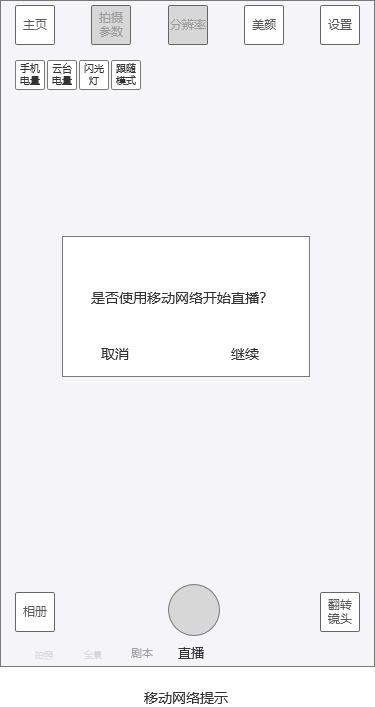 主页
拍摄
参数
分辨率
美颜
设置
手机
电量
云台
电量
闪光
灯
跟随
模式
是否使用移动网络开始直播?
取消
继续
相册
翻转
镜头
拍照
全景
剧本
直播
移动网络提示